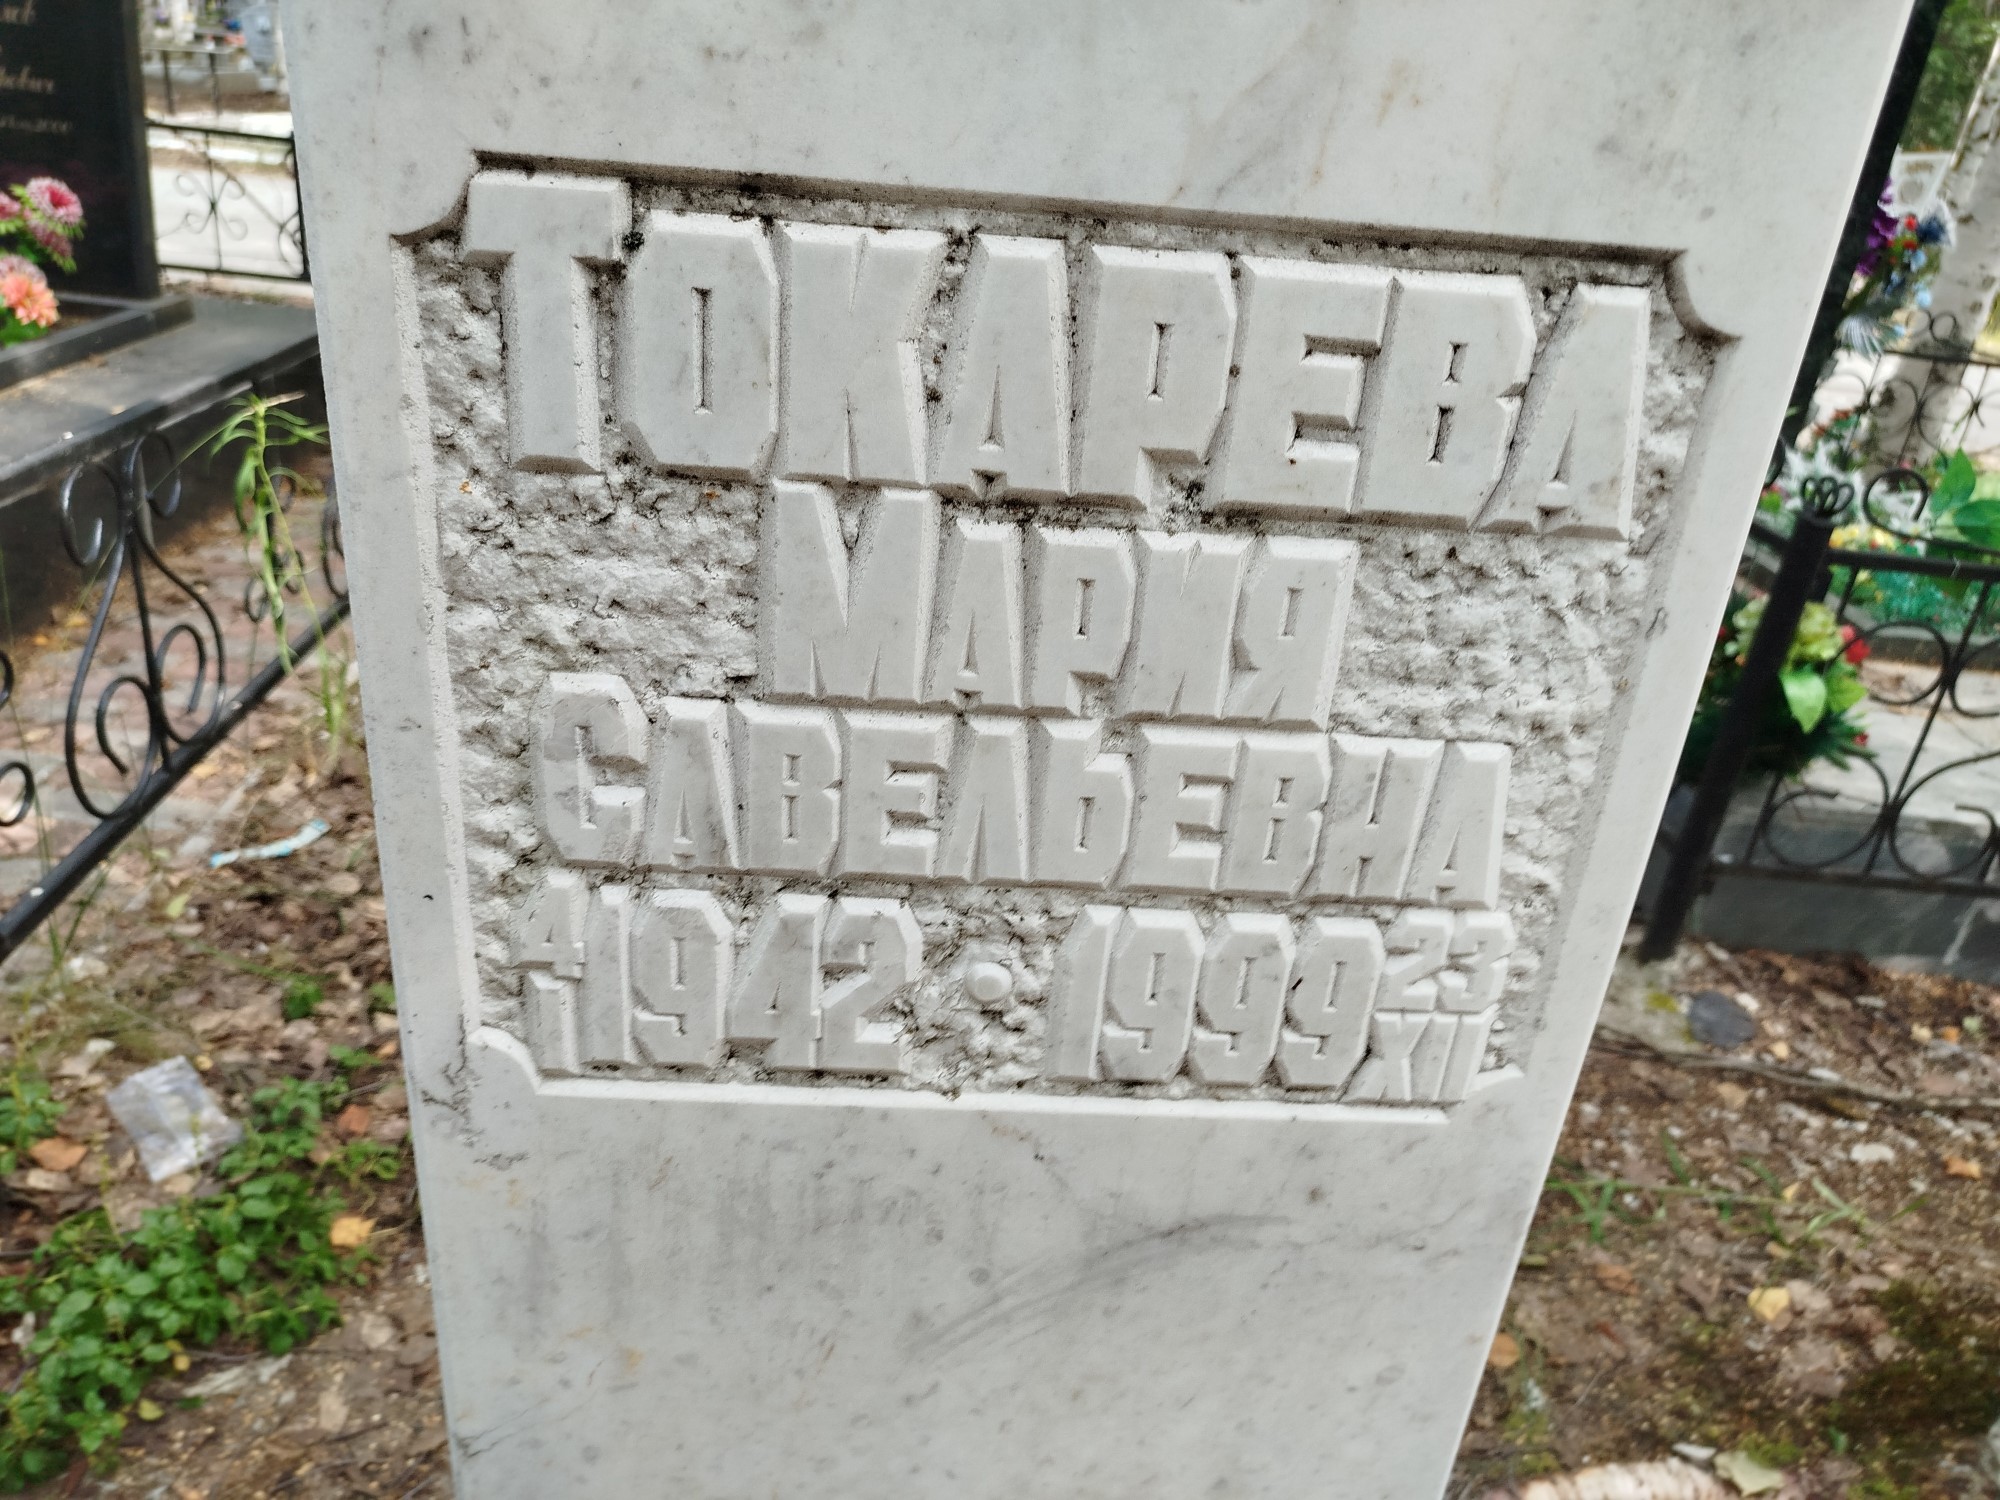 ТОКАРЕВА
МАРИЯ
САВЕЛЬЕВНА
4 I 1942 • 1999 23 XII